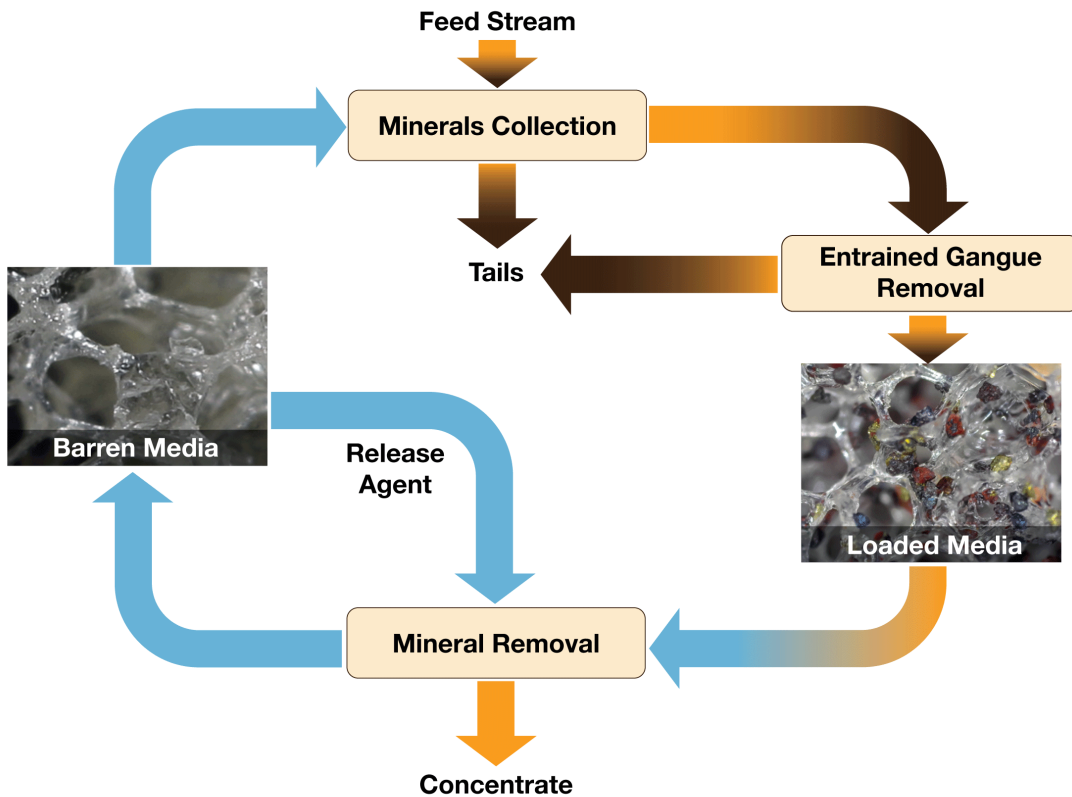 Feed Stream
Minerals Collection
Tails
Entrained Gangue
Removal
Barren Media
Release
Agent
Loaded Media
Mineral Removal
Concentrate